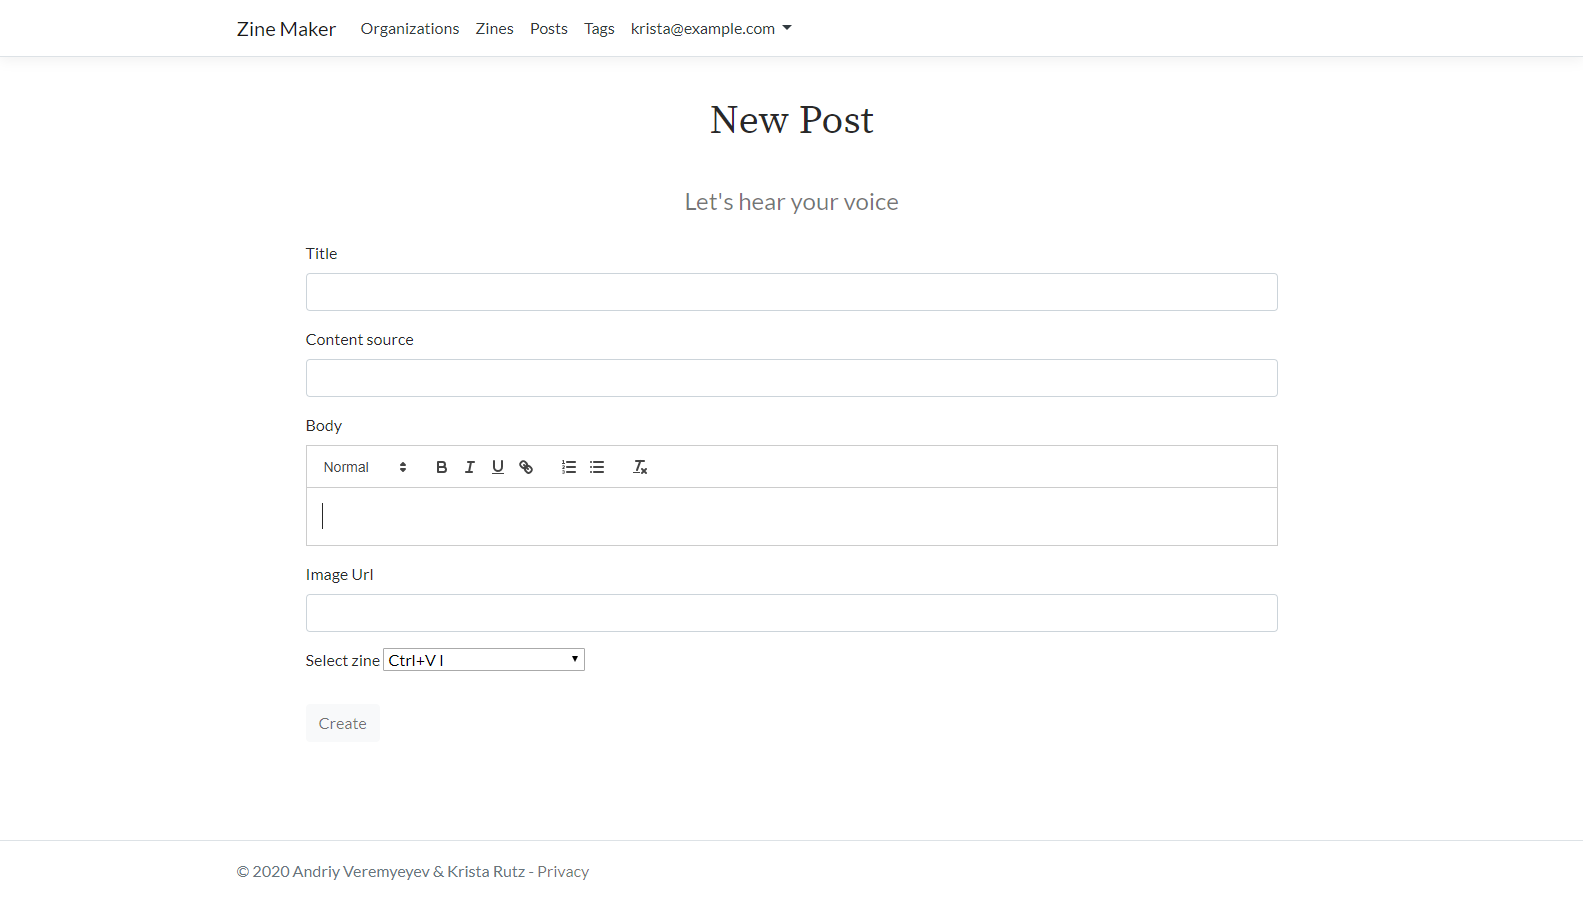 Zine Maker Organizations Zines Posts Tags krista@example.com
New Post
Let's hear your voice
Title
Content source
Body
Normal B I U
Image Url
Select zine Ctrl+V I
Create
© 2020 Andriy Veremyeyev & Krista Rutz - Privacy